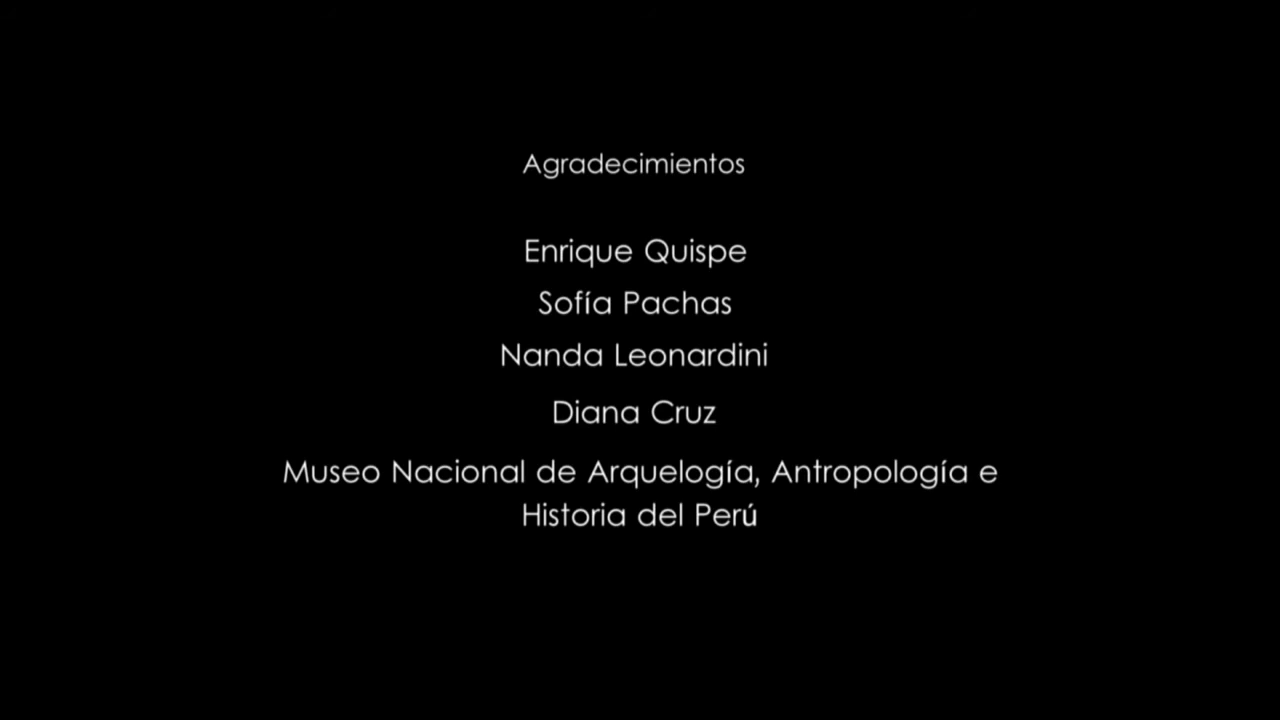 Agradecimientos
Enrique Quispe
Sofía Pachas
Nanda Leonardini
Diana Cruz
Museo Nacional de Arquelogía, Antropología e
Historia del Perú